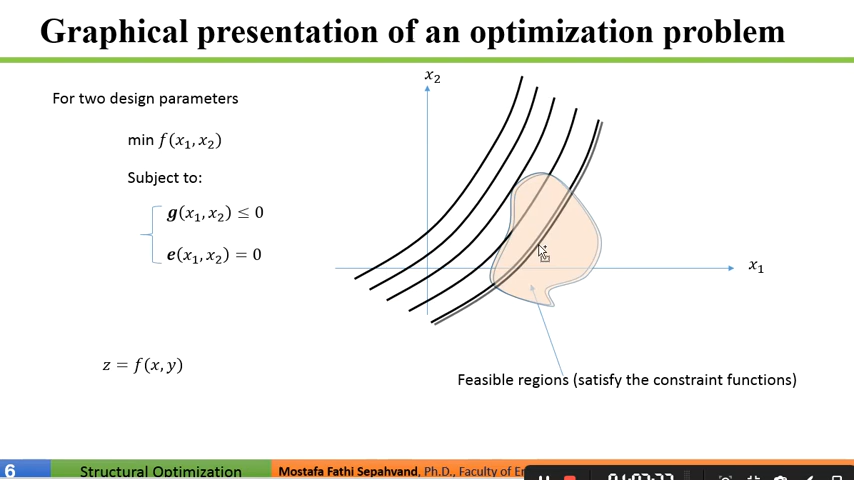 Graphical presentation of an optimization problem
For two design parameters
min f(x₁, x₂)
Subject to:
g(x₁, x₂) ≤ 0
e(x₁, x₂) = 0
z = f(x, y)
x₂
x₁
Feasible regions (satisfy the constraint functions)
6
Structural Optimization
Mostafa Fathi Sepahvand, Ph.D., Faculty of